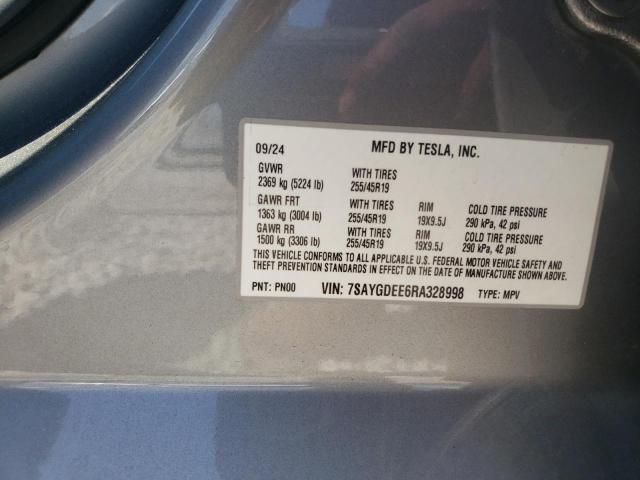 09/24 MFD BY TESLA, INC.
GVWR WITH TIRES
2369 kg (5224 lb) 255/45R19
GAWR FRT WITH TIRES RIM COLD TIRE PRESSURE
1363 kg (3004 lb) 255/45R19 19X9.5J 290 kPa, 42 psi
GAWR RR WITH TIRES RIM COLD TIRE PRESSURE
1500 kg (3306 lb) 255/45R19 19X9.5J 290 kPa, 42 psi
THIS VEHICLE CONFORMS TO ALL APPLICABLE U.S. FEDERAL MOTOR VEHICLE SAFETY AND
THEFT PREVENTION STANDARDS IN EFFECT ON THE DATE OF MANUFACTURE SHOWN ABOVE.
PNT: PN00 VIN: 7SAYGDEE6RA328998 TYPE: MPV